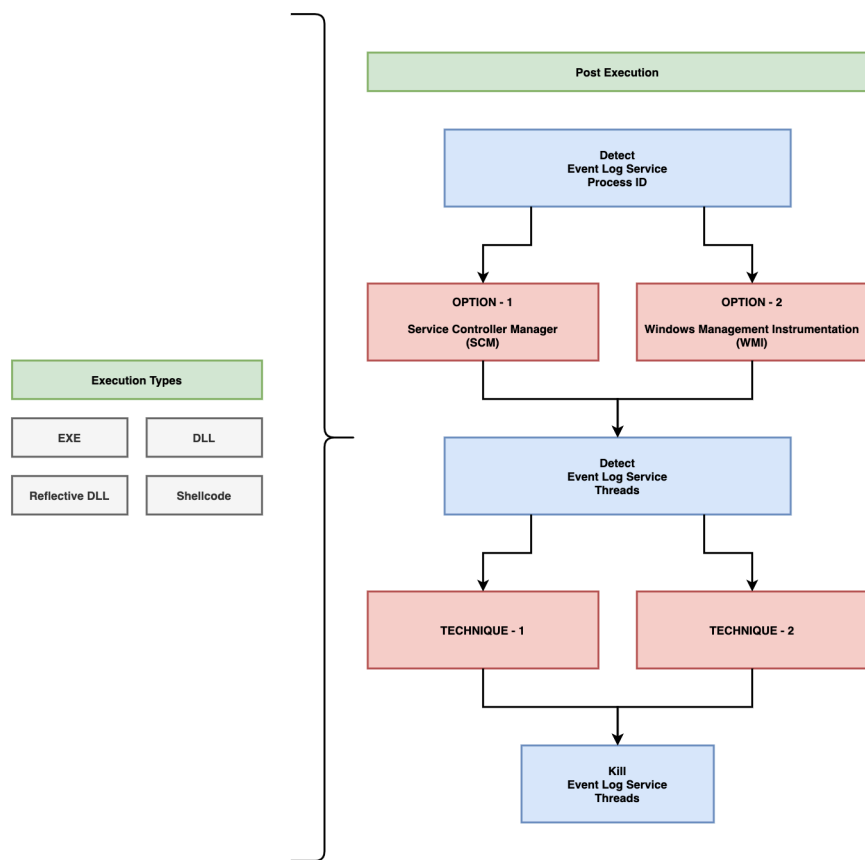 Post Execution
Detect
Event Log Service
Process ID
OPTION - 1
Service Controller Manager
(SCM)
OPTION - 2
Windows Management Instrumentation
(WMI)
Execution Types
EXE
DLL
Reflective DLL
Shellcode
Detect
Event Log Service
Threads
TECHNIQUE - 1
TECHNIQUE - 2
Kill
Event Log Service
Threads